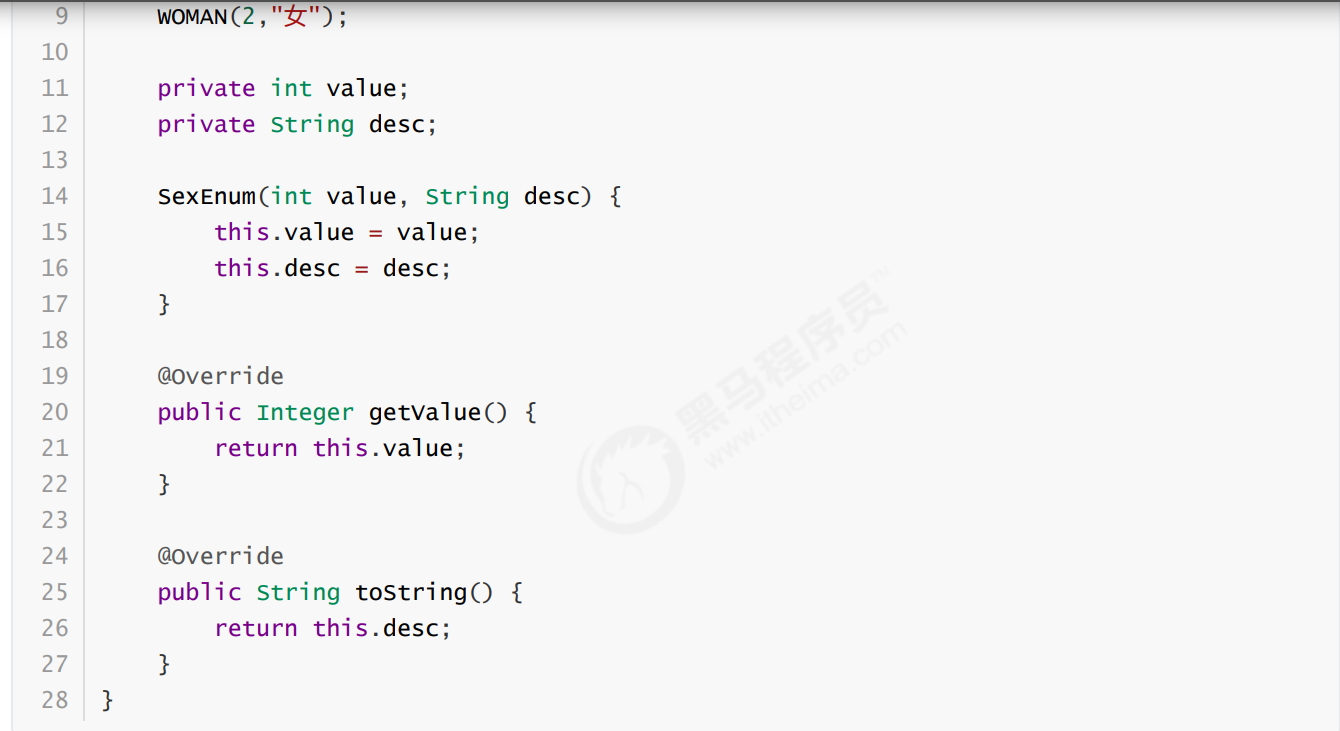 9 WOMAN(2,"女");
10
11 private int value;
12 private String desc;
13
14 SexEnum(int value, String desc) {
15 this.value = value;
16 this.desc = desc;
17 }
18
19 @Override
20 public Integer getValue() {
21 return this.value;
22 }
23
24 @Override
25 public String toString() {
26 return this.desc;
27 }
28 }
黑马程序员™
www.itheima.com